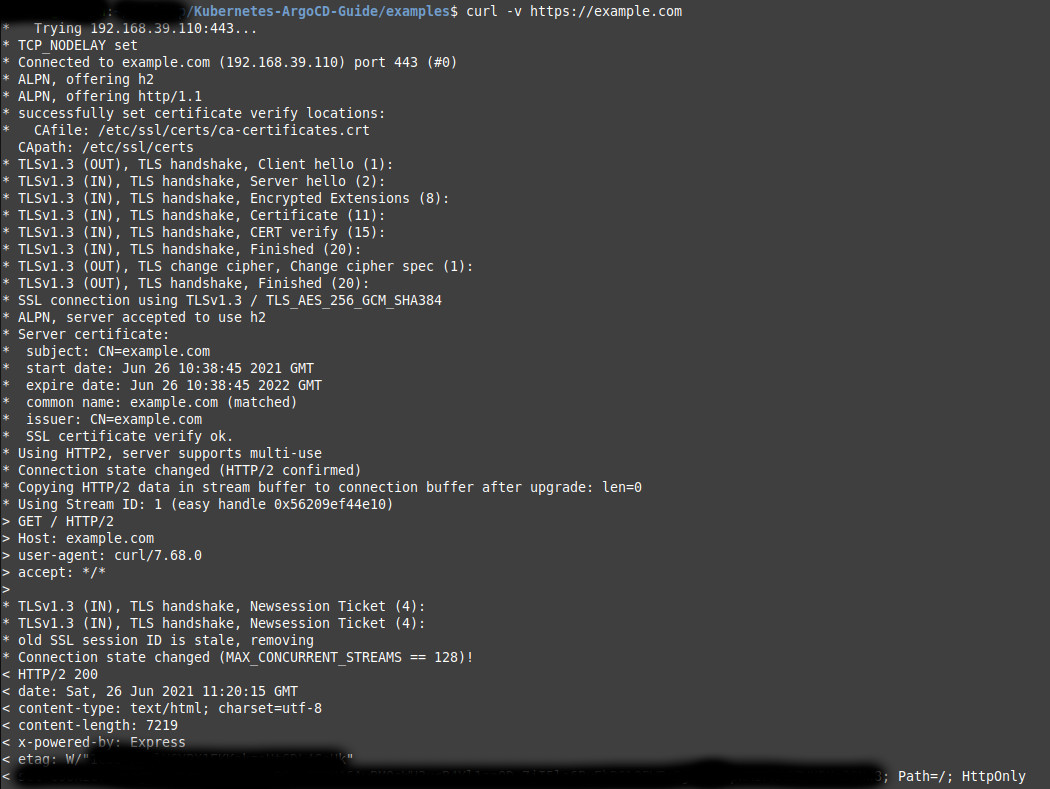 /Kubernetes-ArgoCD-Guide/examples$ curl -v https://example.com
*   Trying 192.168.39.110:443...
* TCP_NODELAY set
* Connected to example.com (192.168.39.110) port 443 (#0)
* ALPN, offering h2
* ALPN, offering http/1.1
* successfully set certificate verify locations:
*   CAfile: /etc/ssl/certs/ca-certificates.crt
  CApath: /etc/ssl/certs
* TLSv1.3 (OUT), TLS handshake, Client hello (1):
* TLSv1.3 (IN), TLS handshake, Server hello (2):
* TLSv1.3 (IN), TLS handshake, Encrypted Extensions (8):
* TLSv1.3 (IN), TLS handshake, Certificate (11):
* TLSv1.3 (IN), TLS handshake, CERT verify (15):
* TLSv1.3 (IN), TLS handshake, Finished (20):
* TLSv1.3 (OUT), TLS change cipher, Change cipher spec (1):
* TLSv1.3 (OUT), TLS handshake, Finished (20):
* SSL connection using TLSv1.3 / TLS_AES_256_GCM_SHA384
* ALPN, server accepted to use h2
* Server certificate:
*  subject: CN=example.com
*  start date: Jun 26 10:38:45 2021 GMT
*  expire date: Jun 26 10:38:45 2022 GMT
*  common name: example.com (matched)
*  issuer: CN=example.com
*  SSL certificate verify ok.
* Using HTTP2, server supports multi-use
* Connection state changed (HTTP/2 confirmed)
* Copying HTTP/2 data in stream buffer to connection buffer after upgrade: len=0
* Using Stream ID: 1 (easy handle 0x56209ef44e10)
> GET / HTTP/2
> Host: example.com
> user-agent: curl/7.68.0
> accept: */*
>
* TLSv1.3 (IN), TLS handshake, Newsession Ticket (4):
* TLSv1.3 (IN), TLS handshake, Newsession Ticket (4):
* old SSL session ID is stale, removing
* Connection state changed (MAX_CONCURRENT_STREAMS == 128)!
< HTTP/2 200
< date: Sat, 26 Jun 2021 11:20:15 GMT
< content-type: text/html; charset=utf-8
< content-length: 7219
< x-powered-by: Express
< etag: W/"
< ; Path=/; HttpOnly